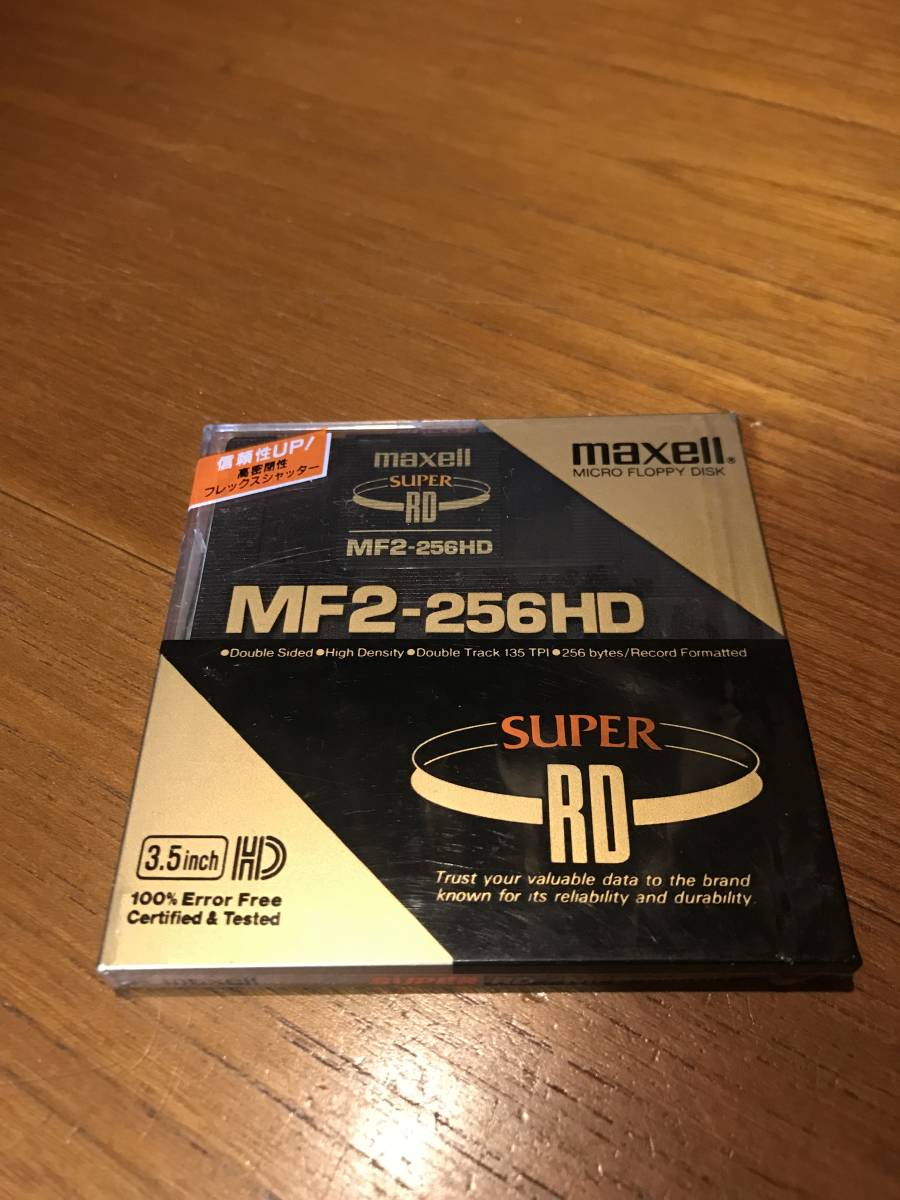 信頼性UP!
高密閉性
フレックスシャッター
maxell
SUPER
RD
MF2-256HD
maxell®
MICRO FLOPPY DISK
MF2-256HD
●Double Sided ●High Density ●Double Track 135 TPI ●256 bytes/Record Formatted
SUPER
RD
Trust your valuable data to the brand
known for its reliability and durability.
3.5inch HD
100% Error Free
Certified & Tested
maxell SUPER